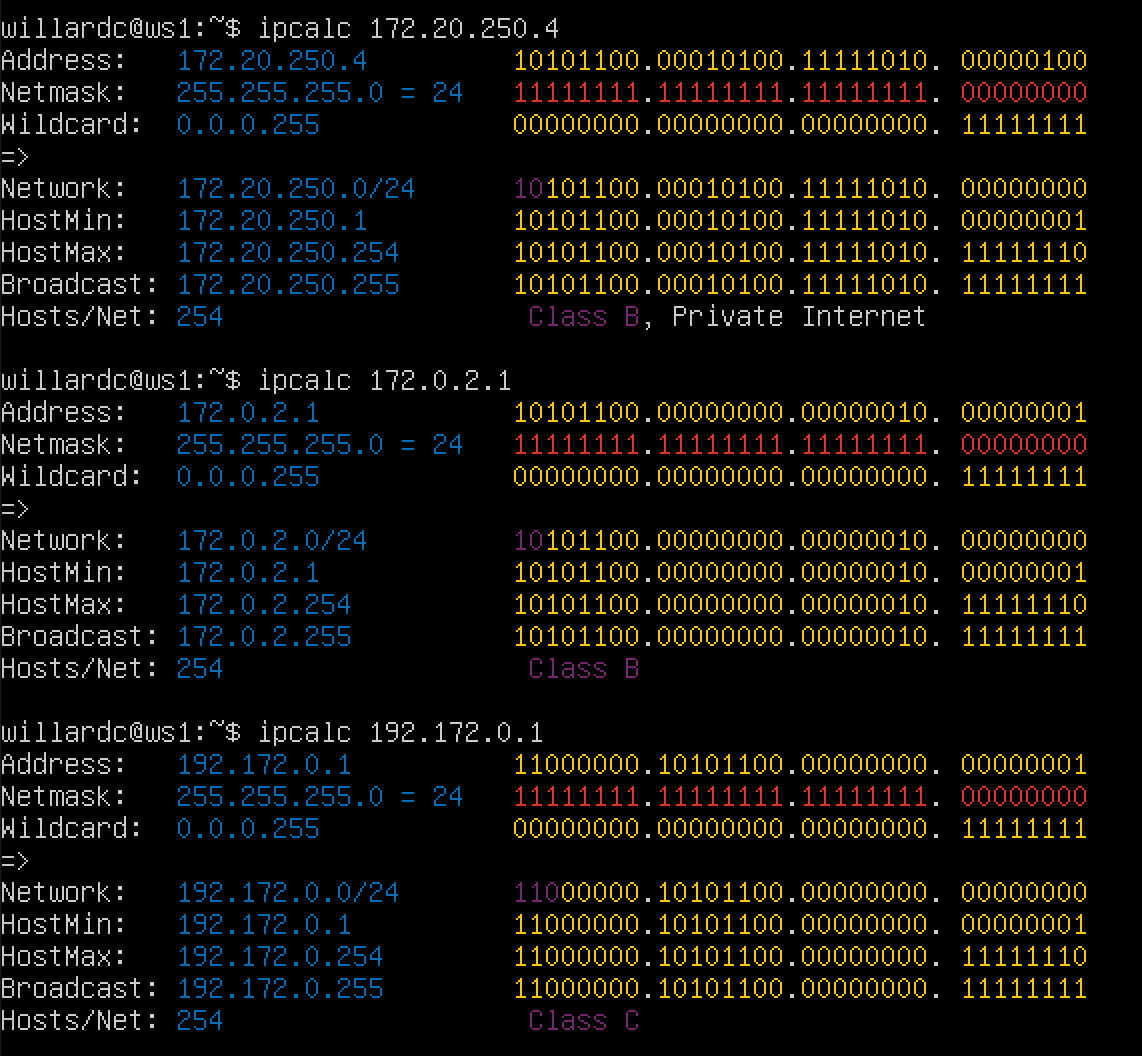 willardc@ws1:~$ ipcalc 172.20.250.4
Address:   172.20.250.4         10101100.00010100.11111010. 00000100
Netmask:   255.255.255.0 = 24   11111111.11111111.11111111. 00000000
Wildcard:  0.0.0.255            00000000.00000000.00000000. 11111111
=>
Network:   172.20.250.0/24      10101100.00010100.11111010. 00000000
HostMin:   172.20.250.1         10101100.00010100.11111010. 00000001
HostMax:   172.20.250.254       10101100.00010100.11111010. 11111110
Broadcast: 172.20.250.255       10101100.00010100.11111010. 11111111
Hosts/Net: 254                   Class B, Private Internet

willardc@ws1:~$ ipcalc 172.0.2.1
Address:   172.0.2.1            10101100.00000000.00000010. 00000001
Netmask:   255.255.255.0 = 24   11111111.11111111.11111111. 00000000
Wildcard:  0.0.0.255            00000000.00000000.00000000. 11111111
=>
Network:   172.0.2.0/24         10101100.00000000.00000010. 00000000
HostMin:   172.0.2.1            10101100.00000000.00000010. 00000001
HostMax:   172.0.2.254          10101100.00000000.00000010. 11111110
Broadcast: 172.0.2.255          10101100.00000000.00000010. 11111111
Hosts/Net: 254                   Class B

willardc@ws1:~$ ipcalc 192.172.0.1
Address:   192.172.0.1          11000000.10101100.00000000. 00000001
Netmask:   255.255.255.0 = 24   11111111.11111111.11111111. 00000000
Wildcard:  0.0.0.255            00000000.00000000.00000000. 11111111
=>
Network:   192.172.0.0/24       11000000.10101100.00000000. 00000000
HostMin:   192.172.0.1          11000000.10101100.00000000. 00000001
HostMax:   192.172.0.254        11000000.10101100.00000000. 11111110
Broadcast: 192.172.0.255        11000000.10101100.00000000. 11111111
Hosts/Net: 254                   Class C